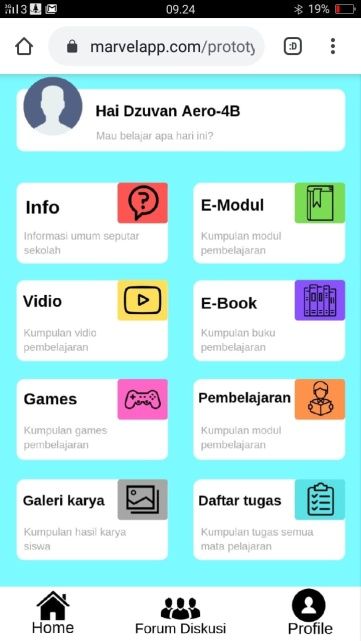 3G
3
09.24
19%
marvelapp.com/prototy
:D
Hai Dzuvan Aero-4B
Mau belajar apa hari ini?
Info
Informasi umum seputar
sekolah
E-Modul
Kumpulan modul
pembelajaran
Vidio
Kumpulan vidio
pembelajaran
E-Book
Kumpulan buku
pembelajaran
Games
Kumpulan games
pembelajaran
Pembelajaran
Kumpulan modul
pembelajaran
Galeri karya
Kumpulan hasil karya
siswa
Daftar tugas
Kumpulan tugas semua
mata pelajaran
Home
Forum Diskusi
Profile